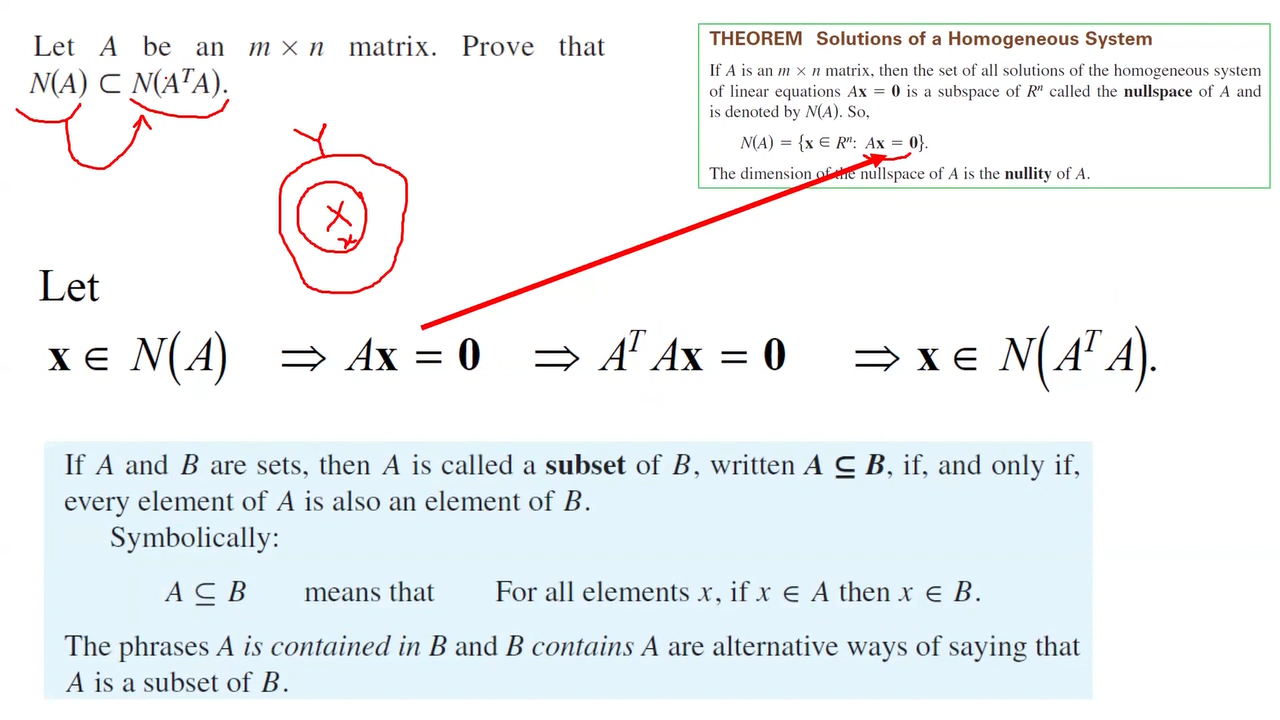 Let A be an m × n matrix. Prove that
N(A) ⊂ N(AᵀA).
THEOREM Solutions of a Homogeneous System
If A is an m × n matrix, then the set of all solutions of the homogeneous system
of linear equations Ax = 0 is a subspace of Rⁿ called the nullspace of A and
is denoted by N(A). So,
N(A) = {x ∈ Rⁿ: Ax = 0}.
The dimension of the nullspace of A is the nullity of A.
Y
X
x
Let
x ∈ N(A) ⇒ Ax = 0 ⇒ AᵀAx = 0 ⇒ x ∈ N(AᵀA).
If A and B are sets, then A is called a subset of B, written A ⊆ B, if, and only if,
every element of A is also an element of B.
Symbolically:
A ⊆ B means that For all elements x, if x ∈ A then x ∈ B.
The phrases A is contained in B and B contains A are alternative ways of saying that
A is a subset of B.